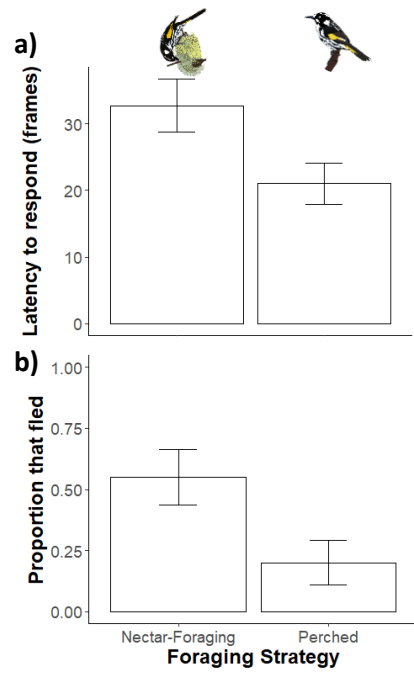 a)
Latency to respond (frames)
30
20
10
0
b)
Proportion that fled
1.00
0.75
0.50
0.25
0.00
Nectar-Foraging Perched
Foraging Strategy